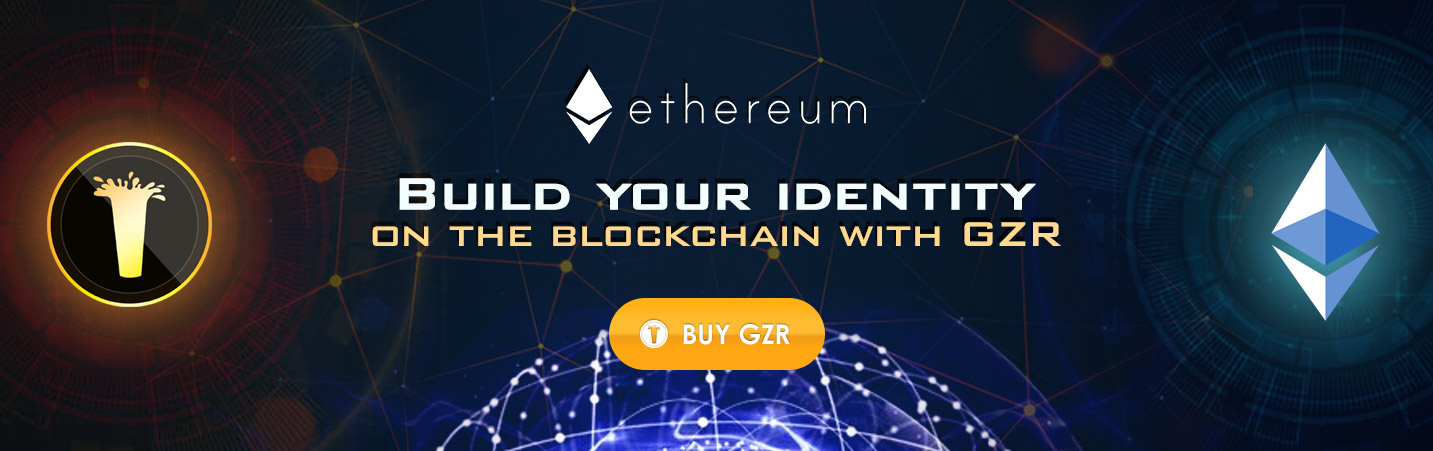 ethereum
BUILD YOUR IDENTITY
ON THE BLOCKCHAIN WITH GZR
BUY GZR